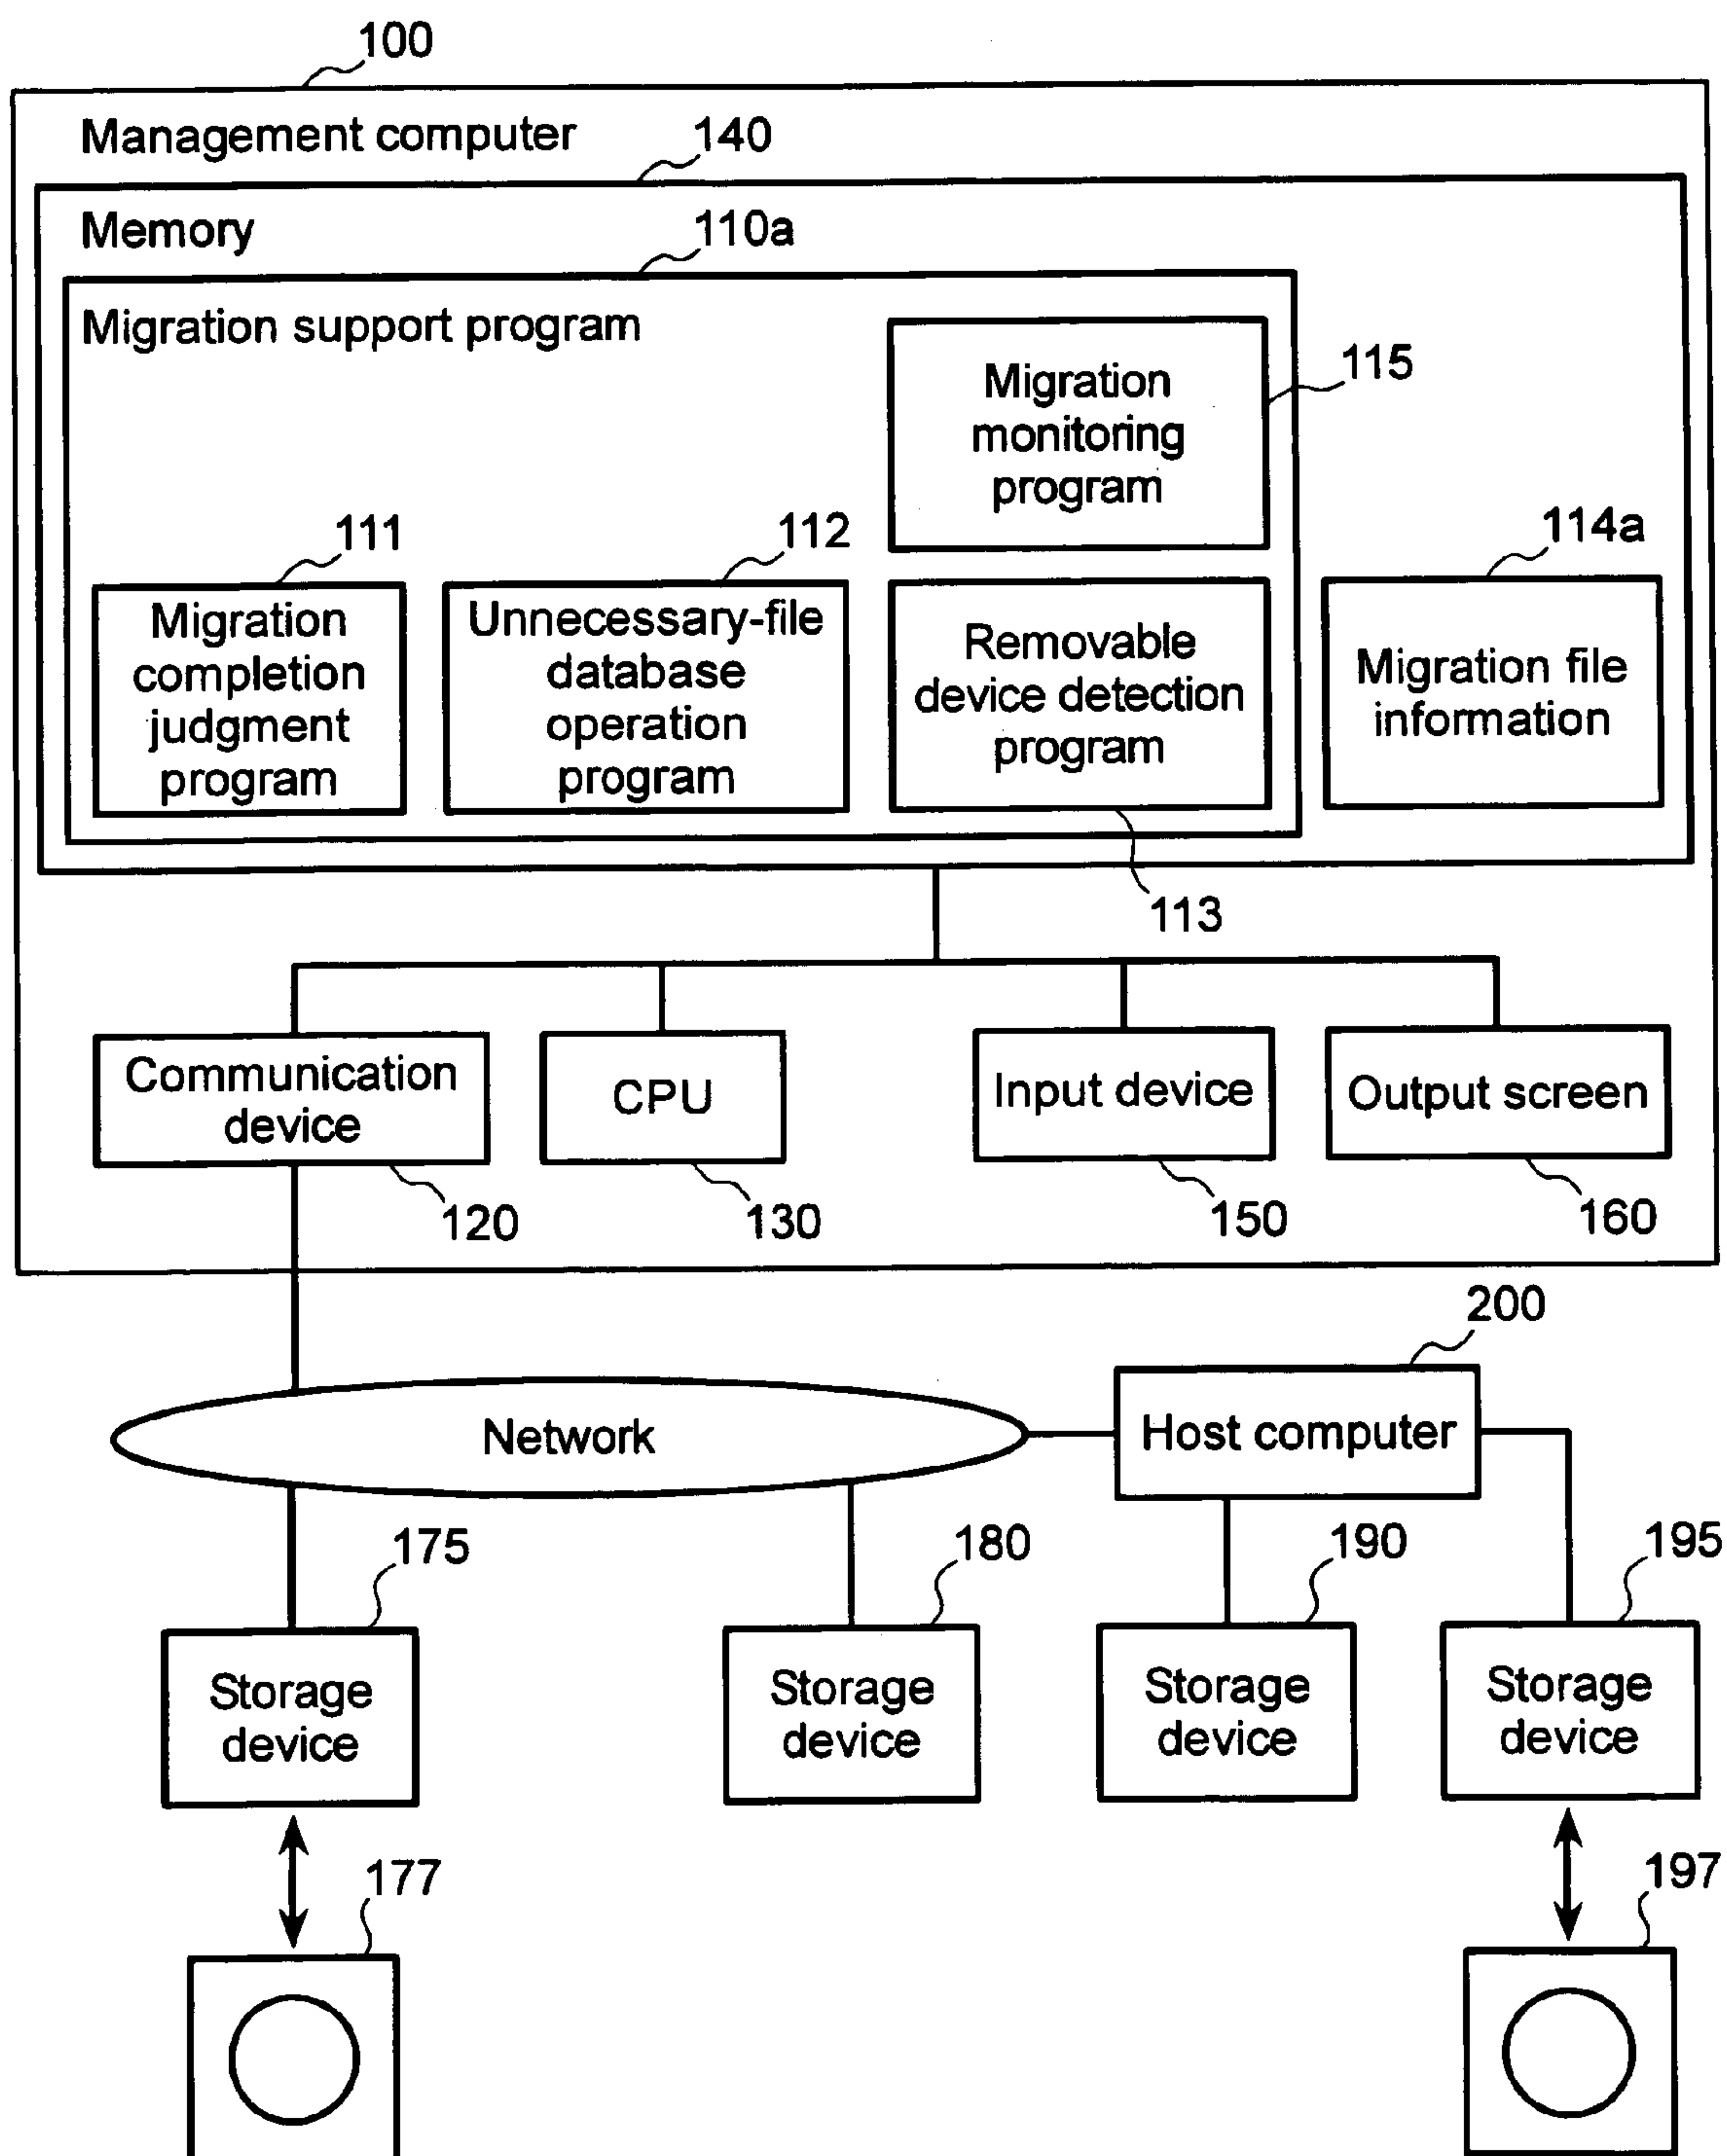 100
Management computer
140
Memory
110a
Migration support program
Migration
monitoring
program
115
111
Migration
completion
judgment
program
112
Unnecessary-file
database
operation
program
Removable
device detection
program
113
114a
Migration file
information
Communication
device
120
CPU
130
Input device
150
Output screen
160
Network
200
Host computer
175
Storage
device
180
Storage
device
190
Storage
device
195
Storage
device
177
197